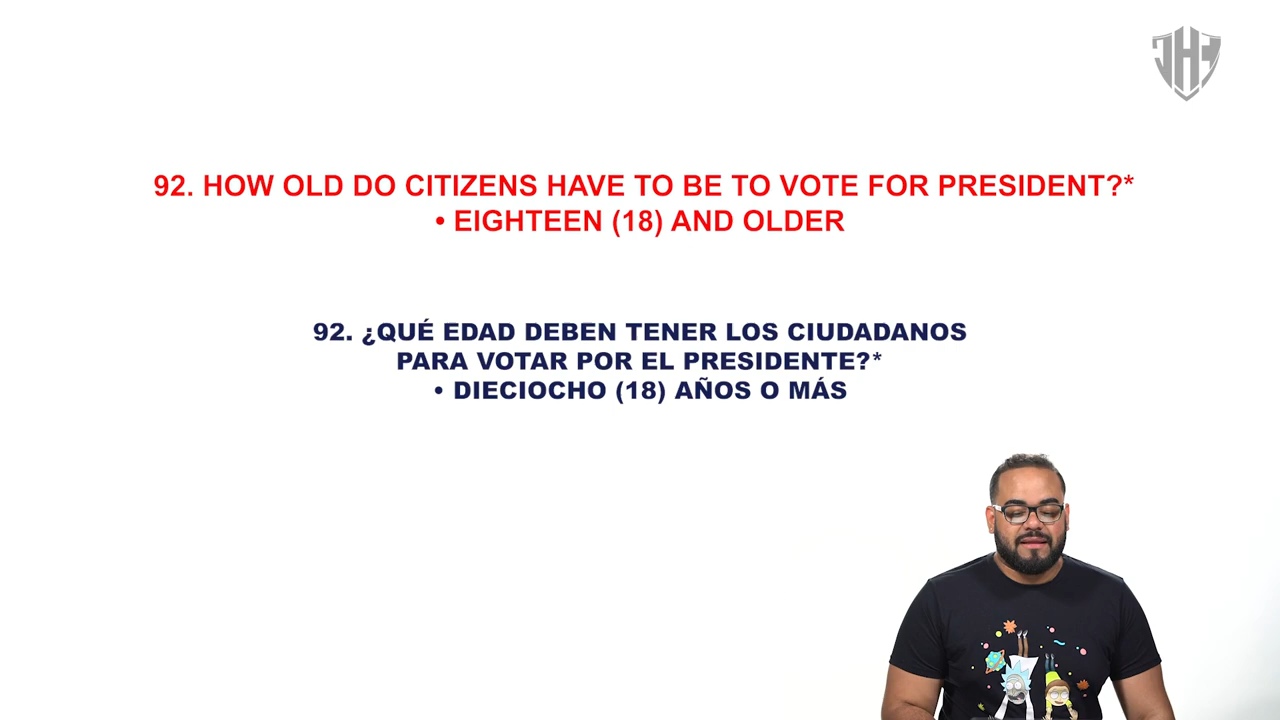 JHE
92. HOW OLD DO CITIZENS HAVE TO BE TO VOTE FOR PRESIDENT?*
• EIGHTEEN (18) AND OLDER
92. ¿QUÉ EDAD DEBEN TENER LOS CIUDADANOS
PARA VOTAR POR EL PRESIDENTE?*
• DIECIOCHO (18) AÑOS O MÁS